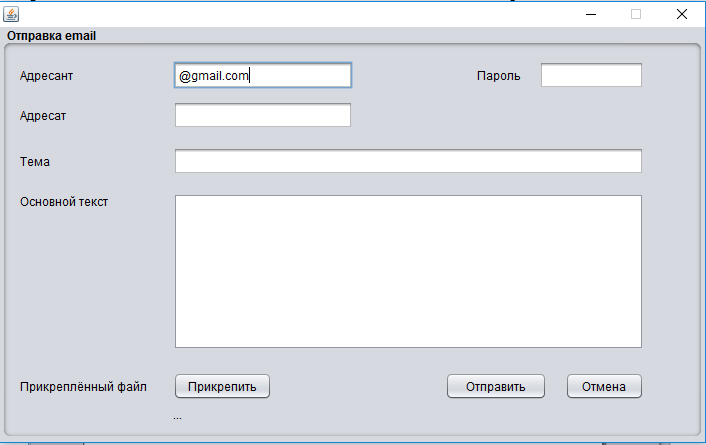 Отправка email
Адресант @gmail.com Пароль
Адресат
Тема
Основной текст
Прикреплённый файл Прикрепить Отправить Отмена
...